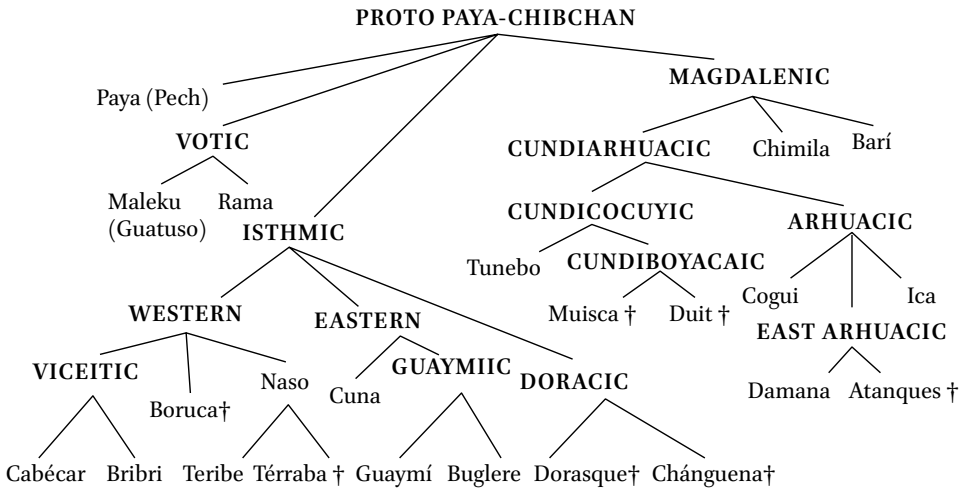 PROTO PAYA-CHIBCHAN
MAGDALENIC
Paya (Pech)
VOTIC
CUNDIARHUACIC
Chimila
Barí
Maleku
(Guatuso)
Rama
ISTHMIC
CUNDICOCUYIC
ARHUACIC
Tunebo
CUNDIBOYACAIC
Cogui
Ica
WESTERN
EASTERN
Muisca †
Duit †
EAST ARHUACIC
VICEITIC
Boruca†
Naso
Cuna
GUAYMIIC
DORACIC
Damana
Atanques †
Cabécar
Bribri
Teribe
Térraba †
Guaymí
Buglere
Dorasque†
Chánguena†